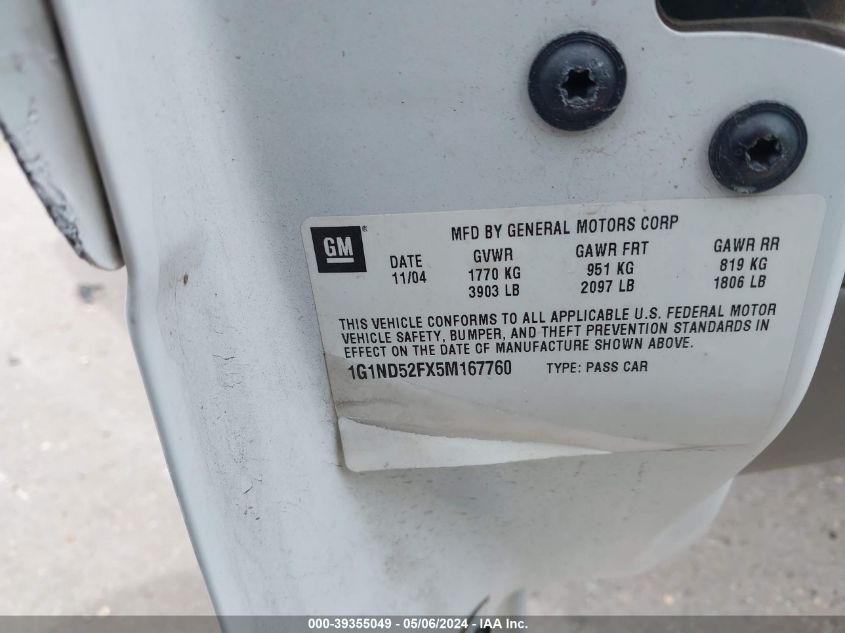 GM ®
MFD BY GENERAL MOTORS CORP
DATE GVWR GAWR FRT GAWR RR
11/04 1770 KG 951 KG 819 KG
3903 LB 2097 LB 1806 LB
THIS VEHICLE CONFORMS TO ALL APPLICABLE U.S. FEDERAL MOTOR
VEHICLE SAFETY, BUMPER, AND THEFT PREVENTION STANDARDS IN
EFFECT ON THE DATE OF MANUFACTURE SHOWN ABOVE.
1G1ND52FX5M167760 TYPE: PASS CAR
000-39355049 - 05/06/2024 - IAA Inc.